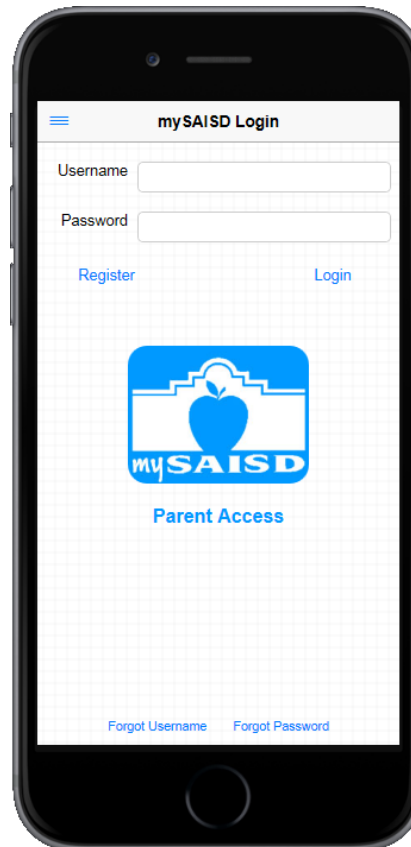 mySAISD Login
Username
Password
Register Login
mySAISD
Parent Access
Forgot Username Forgot Password